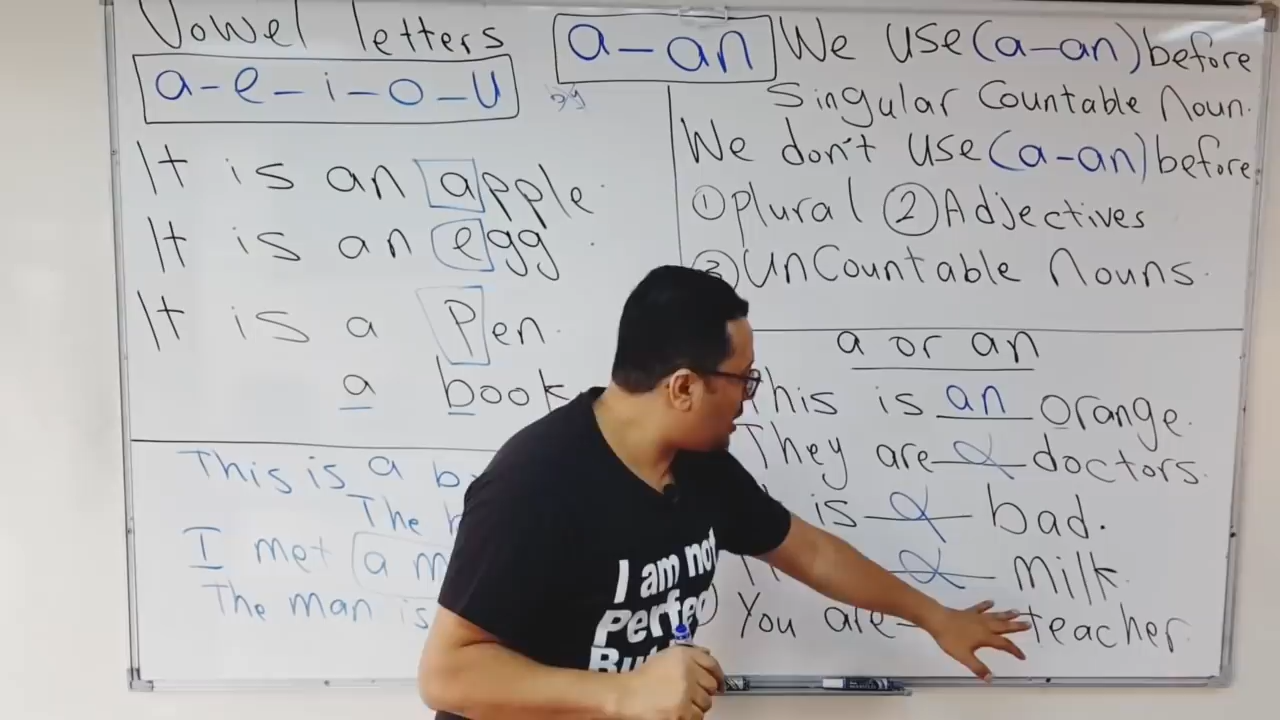 Vowel letters
a-e-i-o-u
It is an apple.
It is an egg.
It is a Pen.
a book
This is a
The
I met a
The man is
a-an
We use (a-an) before
Singular Countable Noun.
We don't use (a-an) before
① Plural ② Adjectives
③ UnCountable Nouns.
a or an
This is an orange.
They are doctors.
is bad.
milk.
You are teacher.
I am not
Perfect
But